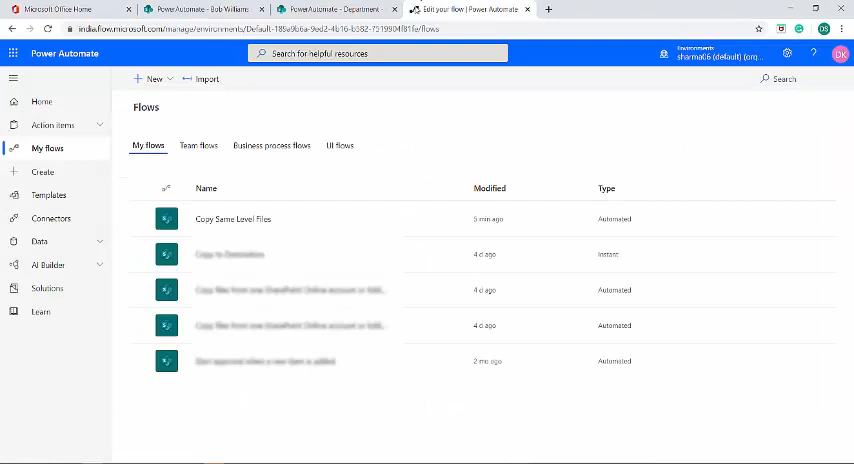 Microsoft Office Home
PowerAutomate - Bob Williams
PowerAutomate - Department -
Edit your flow | Power Automate
india.flow.microsoft.com/manage/environments/Default-189a9b6a-9ed2-4b16-b582-7519904d81fe/flows
DS
Power Automate
Search for helpful resources
Environments
sharma06 (default) (orq...
?
DK
New
Import
Search
Home
Action items
My flows
Create
Templates
Connectors
Data
AI Builder
Solutions
Learn
Flows
My flows
Team flows
Business process flows
UI flows
Name
Modified
Type
Copy Same Level Files
5 min ago
Automated
4 d ago
Instant
4 d ago
Automated
4 d ago
Automated
2 mo ago
Automated